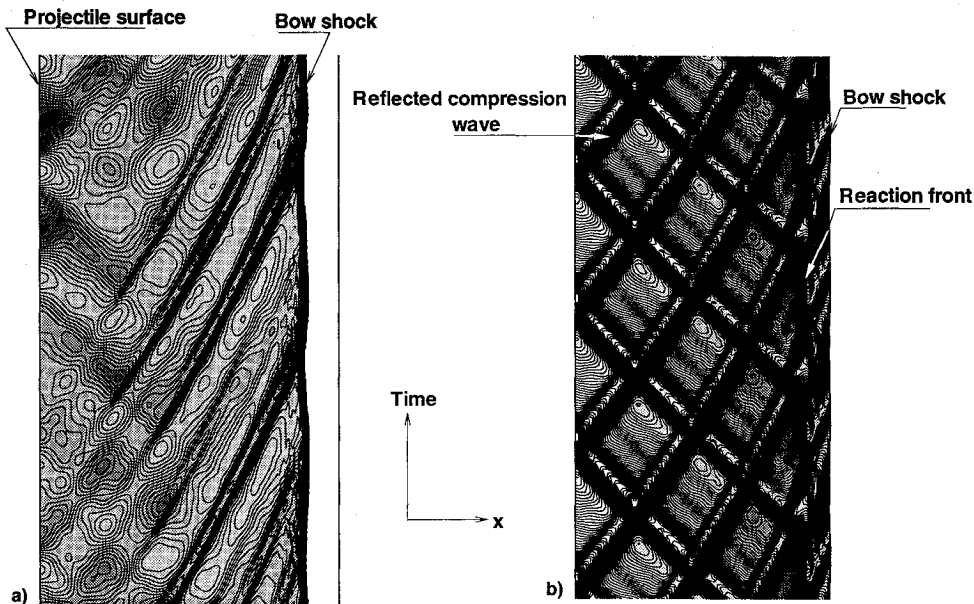 Projectile surface
Bow shock
Reflected compression
wave
Bow shock
Reaction front
Time
x
a)
b)